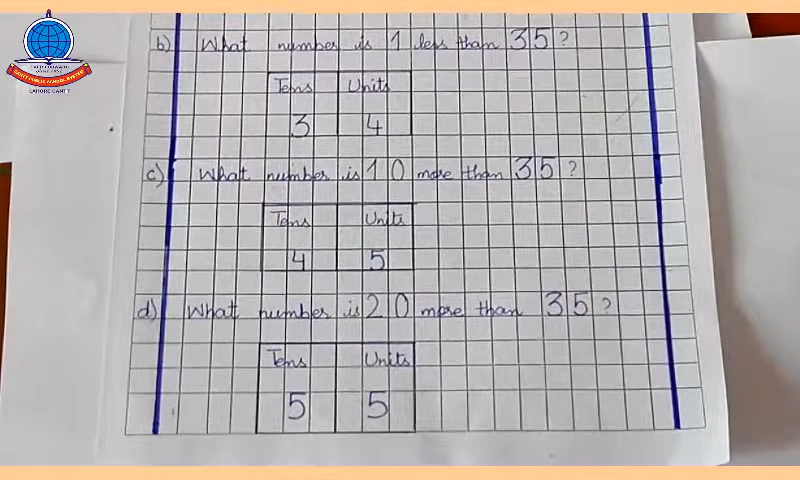 b) What number is 1 less than 35?
Tens Units
3 4
c) What number is 10 more than 35?
Tens Units
4 5
d) What number is 20 more than 35?
Tens Units
5 5
LAHORE CANTT